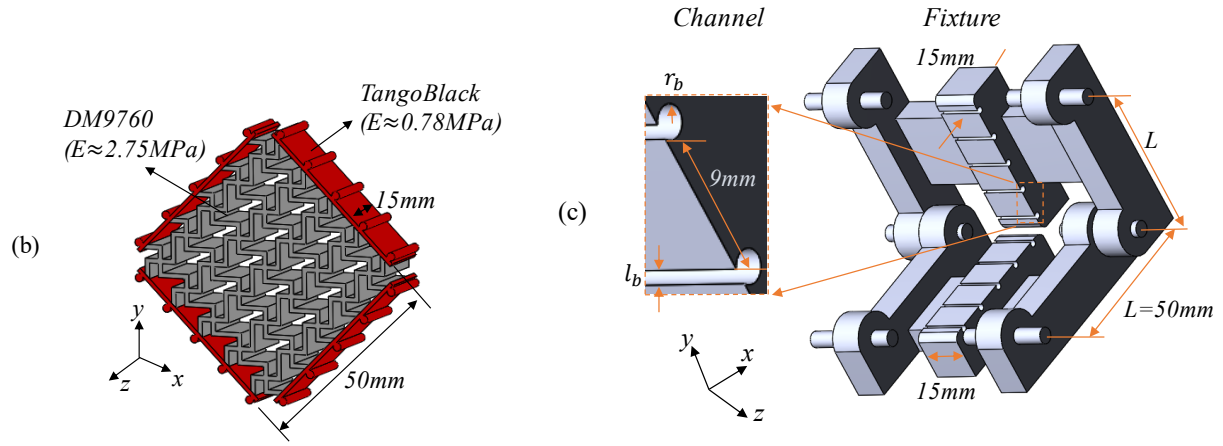 (b)
DM9760
(E≈2.75MPa)
TangoBlack
(E≈0.78MPa)
15mm
50mm
y
x
z
(c)
Channel
Fixture
r_b
9mm
l_b
15mm
L
L=50mm
15mm
y
x
z